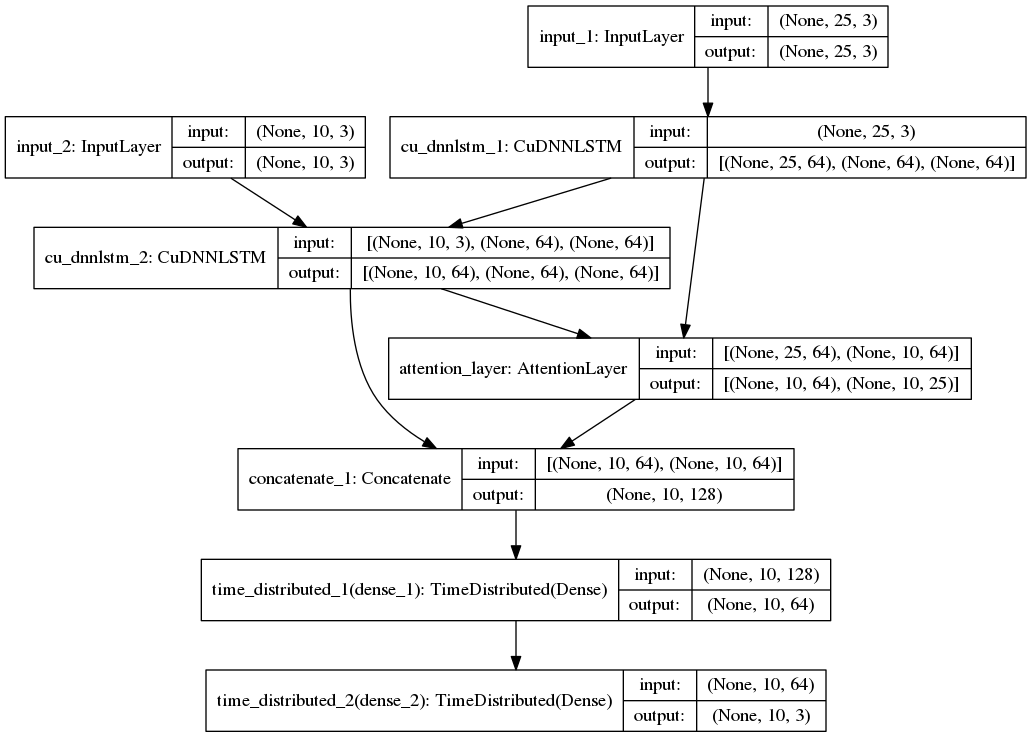 input_1: InputLayer
input: (None, 25, 3)
output: (None, 25, 3)
input_2: InputLayer
input: (None, 10, 3)
output: (None, 10, 3)
cu_dnnlstm_1: CuDNNLSTM
input: (None, 25, 3)
output: [(None, 25, 64), (None, 64), (None, 64)]
cu_dnnlstm_2: CuDNNLSTM
input: [(None, 10, 3), (None, 64), (None, 64)]
output: [(None, 10, 64), (None, 64), (None, 64)]
attention_layer: AttentionLayer
input: [(None, 25, 64), (None, 10, 64)]
output: [(None, 10, 64), (None, 10, 25)]
concatenate_1: Concatenate
input: [(None, 10, 64), (None, 10, 64)]
output: (None, 10, 128)
time_distributed_1(dense_1): TimeDistributed(Dense)
input: (None, 10, 128)
output: (None, 10, 64)
time_distributed_2(dense_2): TimeDistributed(Dense)
input: (None, 10, 64)
output: (None, 10, 3)